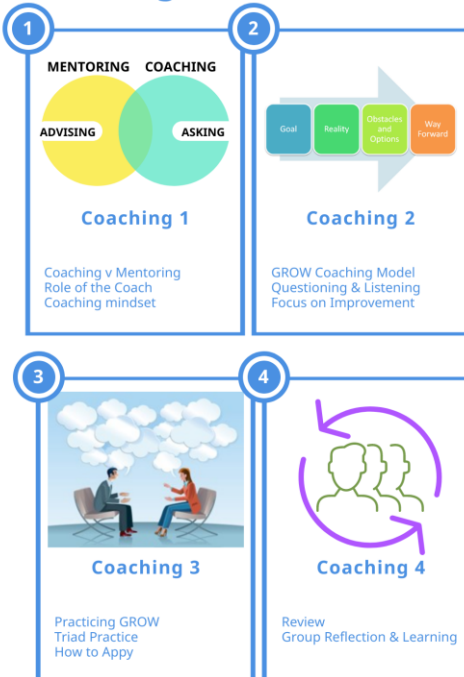 1
MENTORING COACHING
ADVISING ASKING
Coaching 1
Coaching v Mentoring
Role of the Coach
Coaching mindset
2
Goal
Reality
Obstacles
and
Options
Way
Forward
Coaching 2
GROW Coaching Model
Questioning & Listening
Focus on Improvement
3
Coaching 3
Practicing GROW
Triad Practice
How to Appy
4
Coaching 4
Review
Group Reflection & Learning